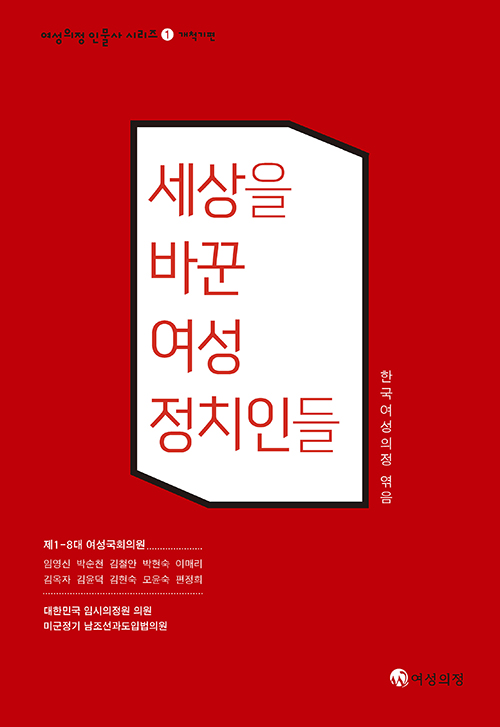 여성의정 인물사 시리즈 1 개척기편
세상을
바꾼
여성
정치인들
한국여성의정 엮음
제1-8대 여성국회의원
임영신 박순천 김철안 박현숙 이매리
김옥자 김윤덕 김현숙 모윤숙 편정희
대한민국 임시의정원 의원
미군정기 남조선과도입법의원
여성의정